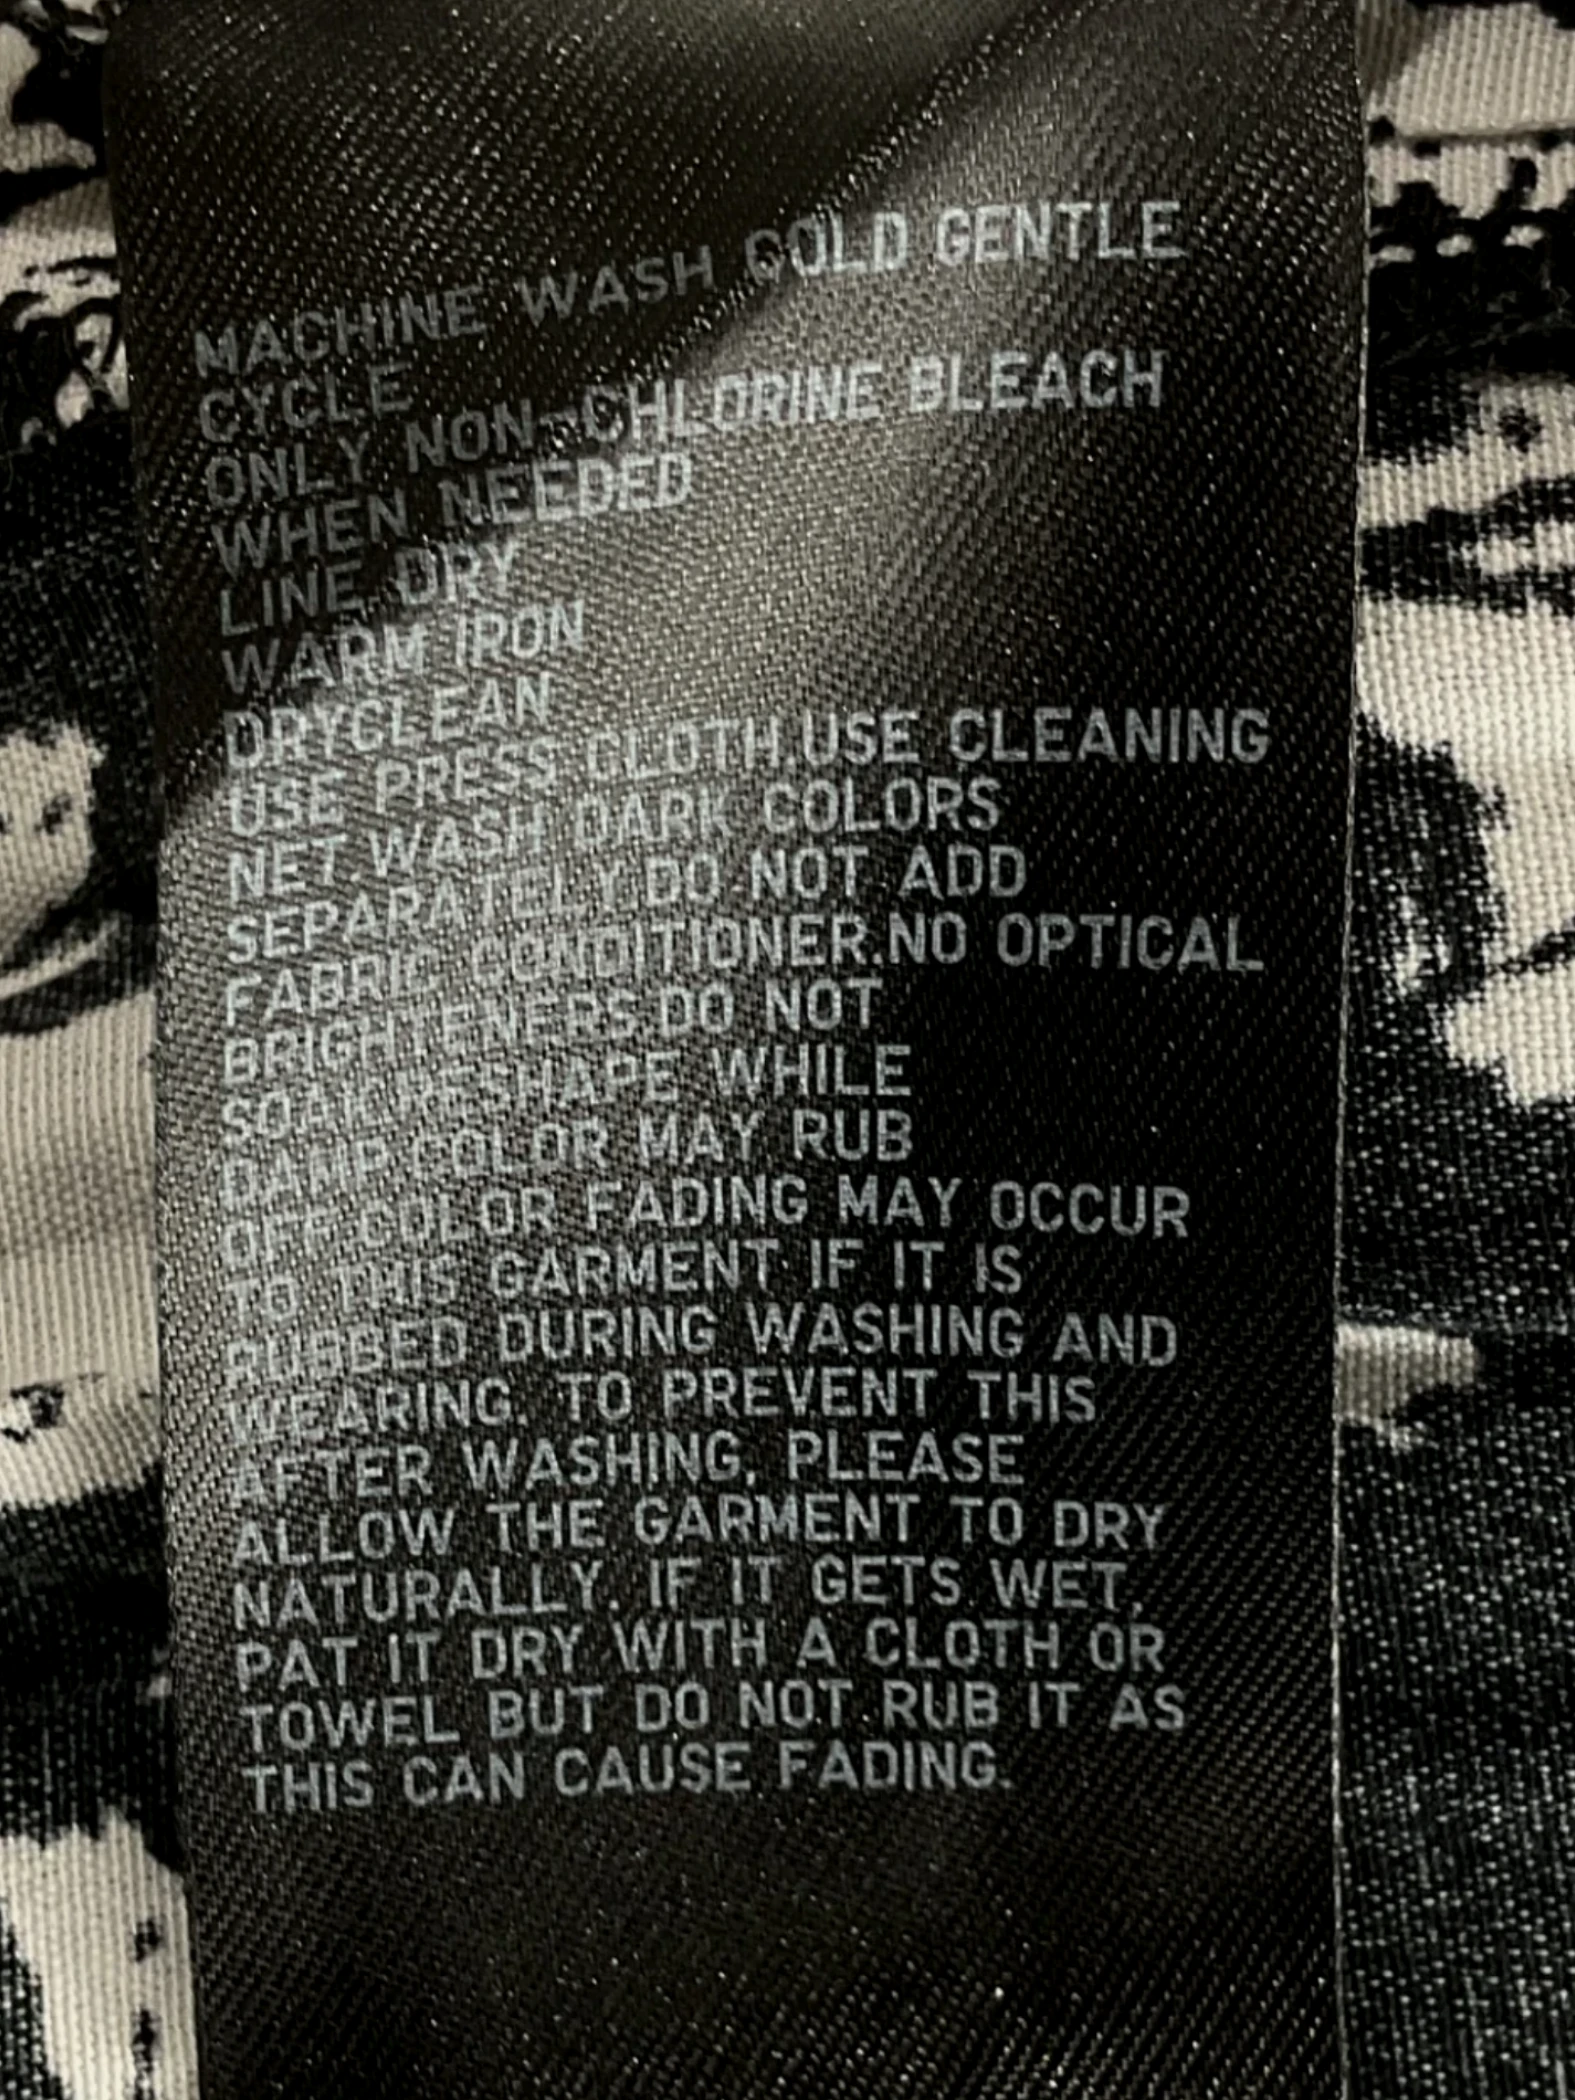 MACHINE WASH COLD GENTLE
CYCLE
ONLY NON-CHLORINE BLEACH
WHEN NEEDED
LINE DRY
WARM IRON
DRYCLEAN
USE PRESS CLOTH.USE CLEANING
NET.WASH DARK COLORS
SEPARATELY.DO NOT ADD
FABRIC CONDITIONER.NO OPTICAL
BRIGHTENERS.DO NOT
SOAK.RESHAPE WHILE
DAMP.COLOR MAY RUB
OFF.COLOR FADING MAY OCCUR
TO THIS GARMENT IF IT IS
RUBBED DURING WASHING AND
WEARING. TO PREVENT THIS
AFTER WASHING, PLEASE
ALLOW THE GARMENT TO DRY
NATURALLY. IF IT GETS WET,
PAT IT DRY WITH A CLOTH OR
TOWEL BUT DO NOT RUB IT AS
THIS CAN CAUSE FADING.